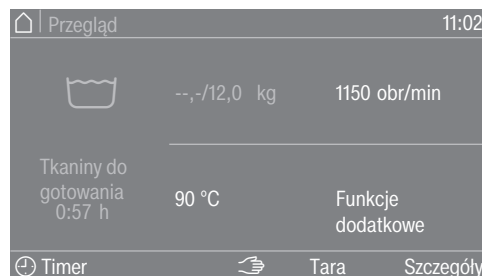 Przegląd 11:02
--,-/12,0 kg 1150 obr/min
Tkaniny do
gotowania
0:57 h
90 °C Funkcje
dodatkowe
Timer Tara Szczegóły